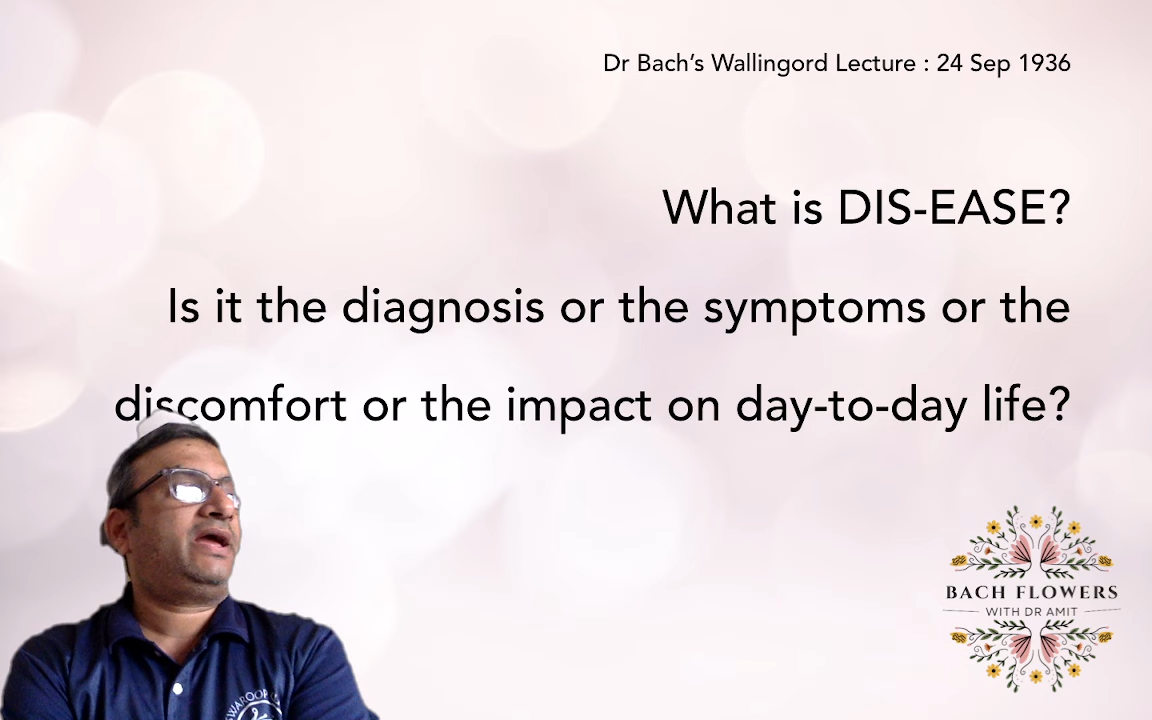 Dr Bach’s Wallingord Lecture : 24 Sep 1936
What is DIS-EASE?
Is it the diagnosis or the symptoms or the
discomfort or the impact on day-to-day life?
BACH FLOWERS
WITH DR AMIT